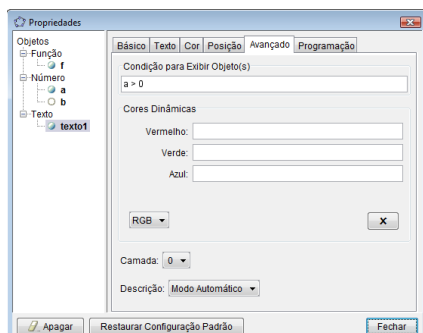 Propriedades
Objetos
Função
f
Número
a
b
Texto
texto1
Básico Texto Cor Posição Avançado Programação
Condição para Exibir Objeto(s)
a > 0
Cores Dinâmicas
Vermelho:
Verde:
Azul:
RGB
x
Camada: 0
Descrição: Modo Automático
Apagar Restaurar Configuração Padrão Fechar